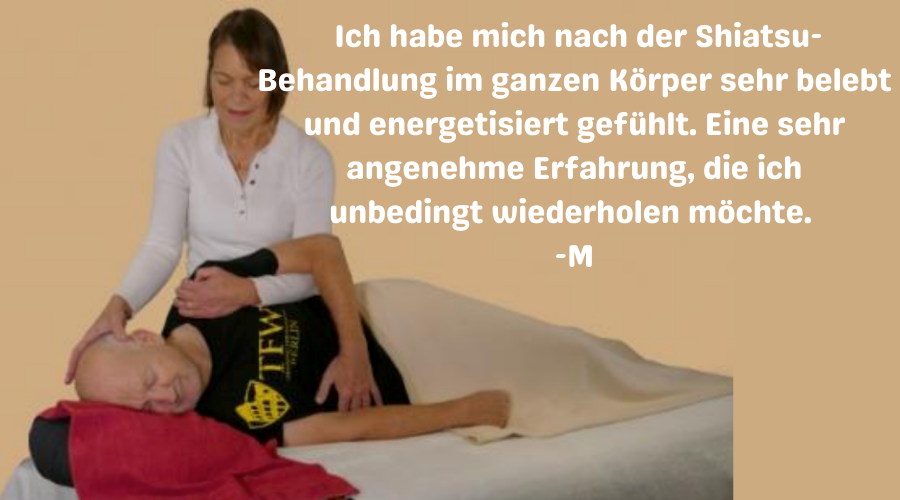 Ich habe mich nach der Shiatsu-
Behandlung im ganzen Körper sehr belebt
und energetisiert gefühlt. Eine sehr
angenehme Erfahrung, die ich
unbedingt wiederholen möchte.
-M
TFW
BERLIN